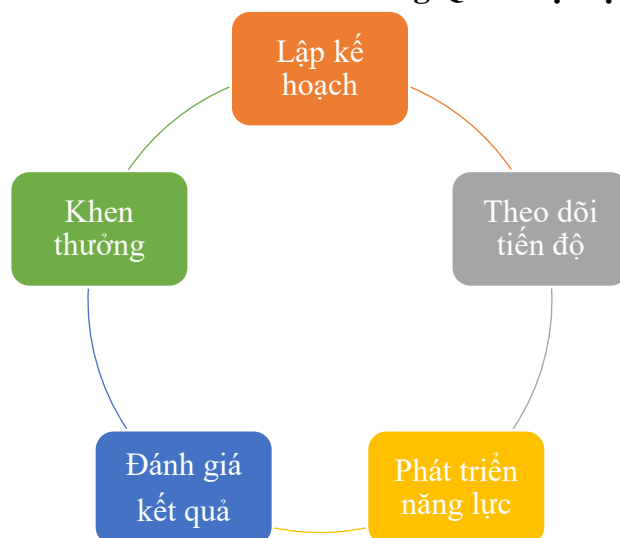 Lập kế
hoạch
Theo dõi
tiến độ
Phát triển
năng lực
Đánh giá
kết quả
Khen
thưởng